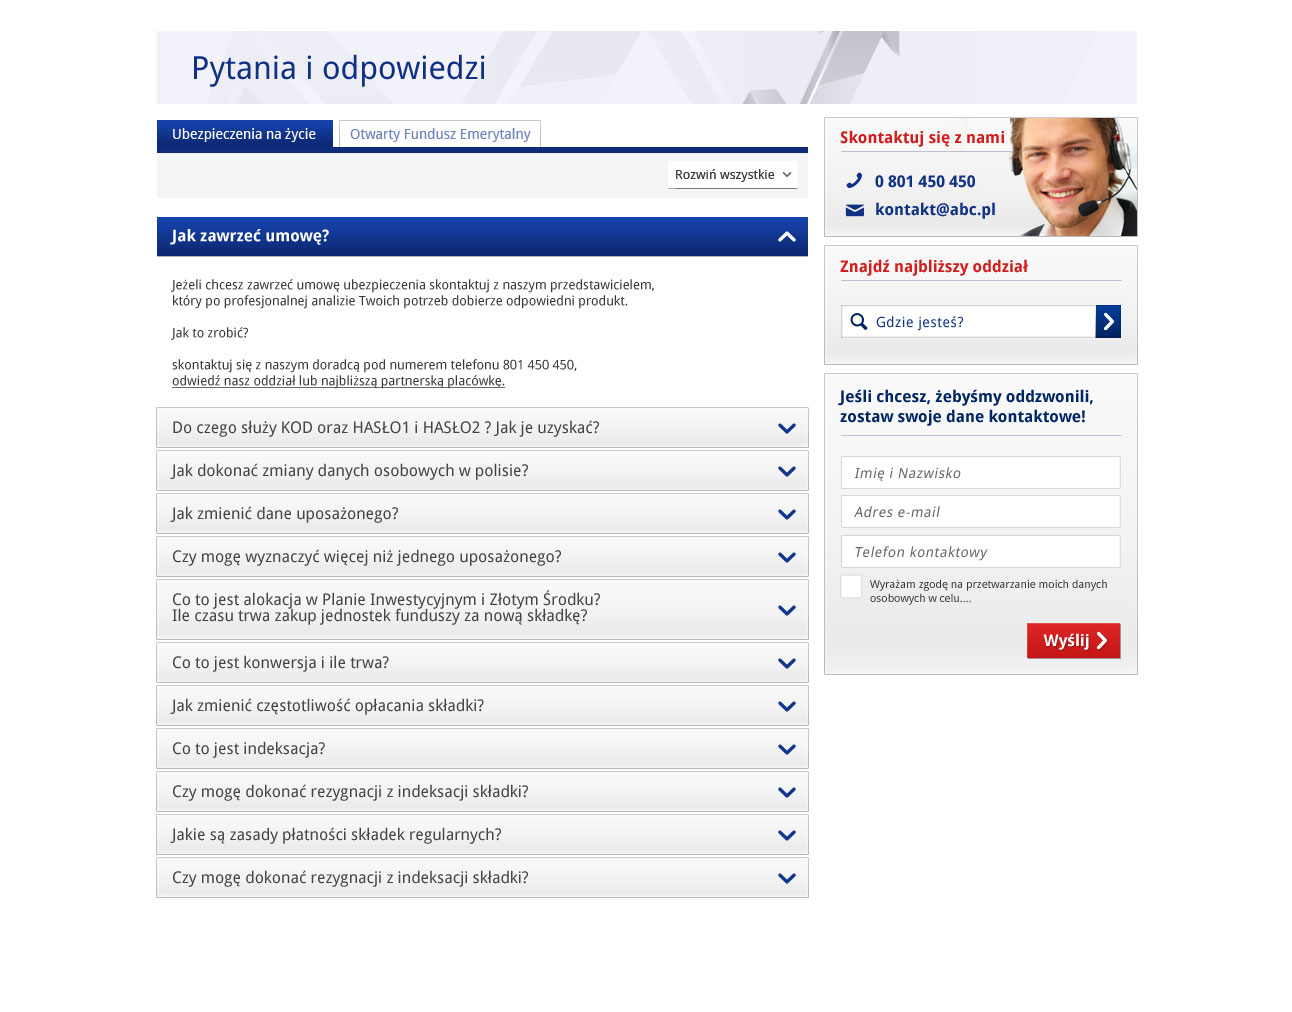 Pytania i odpowiedzi
Ubezpieczenia na życie
Otwarty Fundusz Emerytalny
Rozwiń wszystkie
Jak zawrzeć umowę?
Jeżeli chcesz zawrzeć umowę ubezpieczenia skontaktuj z naszym przedstawicielem,
który po profesjonalnej analizie Twoich potrzeb dobierze odpowiedni produkt.
Jak to zrobić?
skontaktuj się z naszym doradcą pod numerem telefonu 801 450 450,
odwiedź nasz oddział lub najbliższą partnerską placówkę.
Do czego służy KOD oraz HASŁO1 i HASŁO2 ? Jak je uzyskać?
Jak dokonać zmiany danych osobowych w polisie?
Jak zmienić dane uposażonego?
Czy mogę wyznaczyć więcej niż jednego uposażonego?
Co to jest alokacja w Planie Inwestycyjnym i Złotym Środku?
Ile czasu trwa zakup jednostek funduszy za nową składkę?
Co to jest konwersja i ile trwa?
Jak zmienić częstotliwość opłacania składki?
Co to jest indeksacja?
Czy mogę dokonać rezygnacji z indeksacji składki?
Jakie są zasady płatności składek regularnych?
Czy mogę dokonać rezygnacji z indeksacji składki?
Skontaktuj się z nami
0 801 450 450
kontakt@abc.pl
Znajdź najbliższy oddział
Gdzie jesteś?
Jeśli chcesz, żebyśmy oddzwonili,
zostaw swoje dane kontaktowe!
Imię i Nazwisko
Adres e-mail
Telefon kontaktowy
Wyrażam zgodę na przetwarzanie moich danych
osobowych w celu....
Wyślij